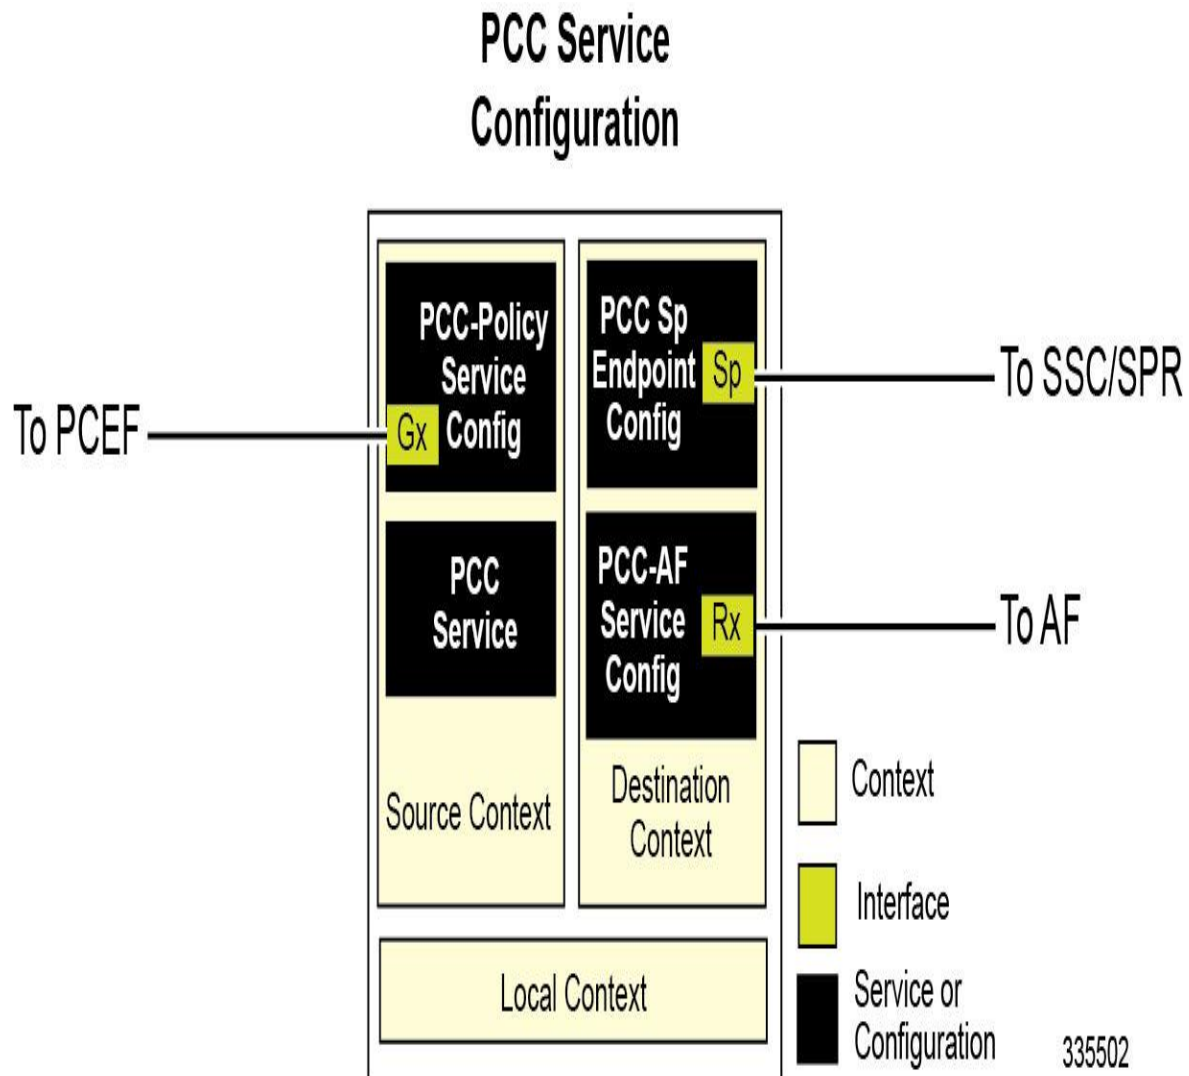 PCC Service
Configuration
PCC-Policy
Service
Config
Gx
To PCEF
PCC
Service
Source Context
PCC Sp
Endpoint
Config
Sp
To SSC/SPR
PCC-AF
Service
Config
Rx
To AF
Destination
Context
Local Context
Context
Interface
Service or
Configuration
335502